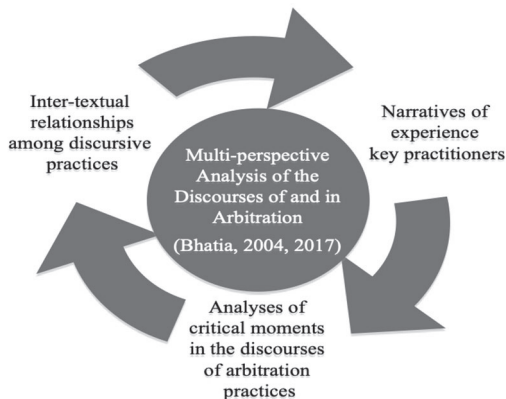 Inter-textual
relationships
among discursive
practices
Narratives of
experience
key practitioners
Multi-perspective
Analysis of the
Discourses of and in
Arbitration
(Bhatia, 2004, 2017)
Analyses of
critical moments
in the discourses
of arbitration
practices